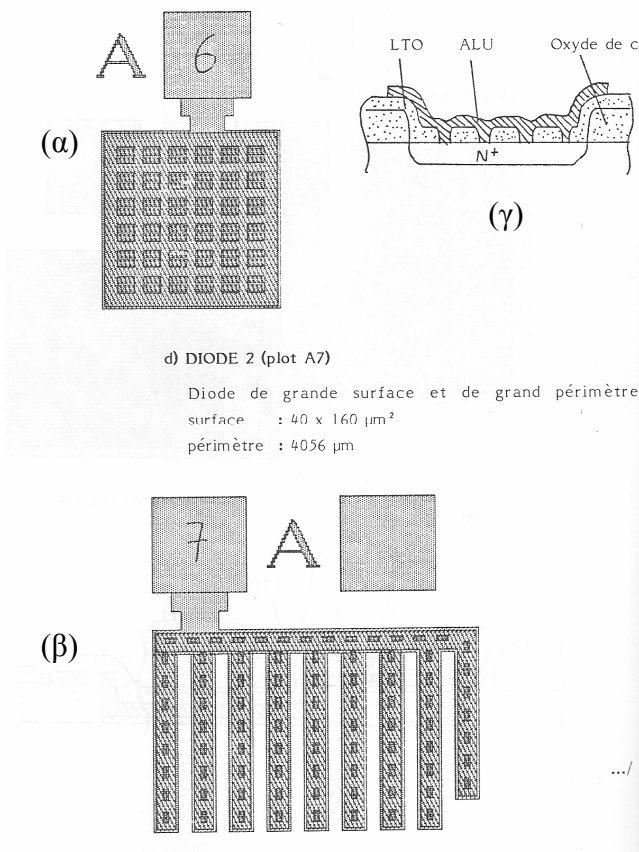 A 6
LTO ALU Oxyde de c
(α)
N+
(γ)
d) DIODE 2 (plot A7)
Diode de grande surface et de grand périmètre
surface : 40 x 160 µm²
périmètre : 4056 µm
7 A
(β)
.../